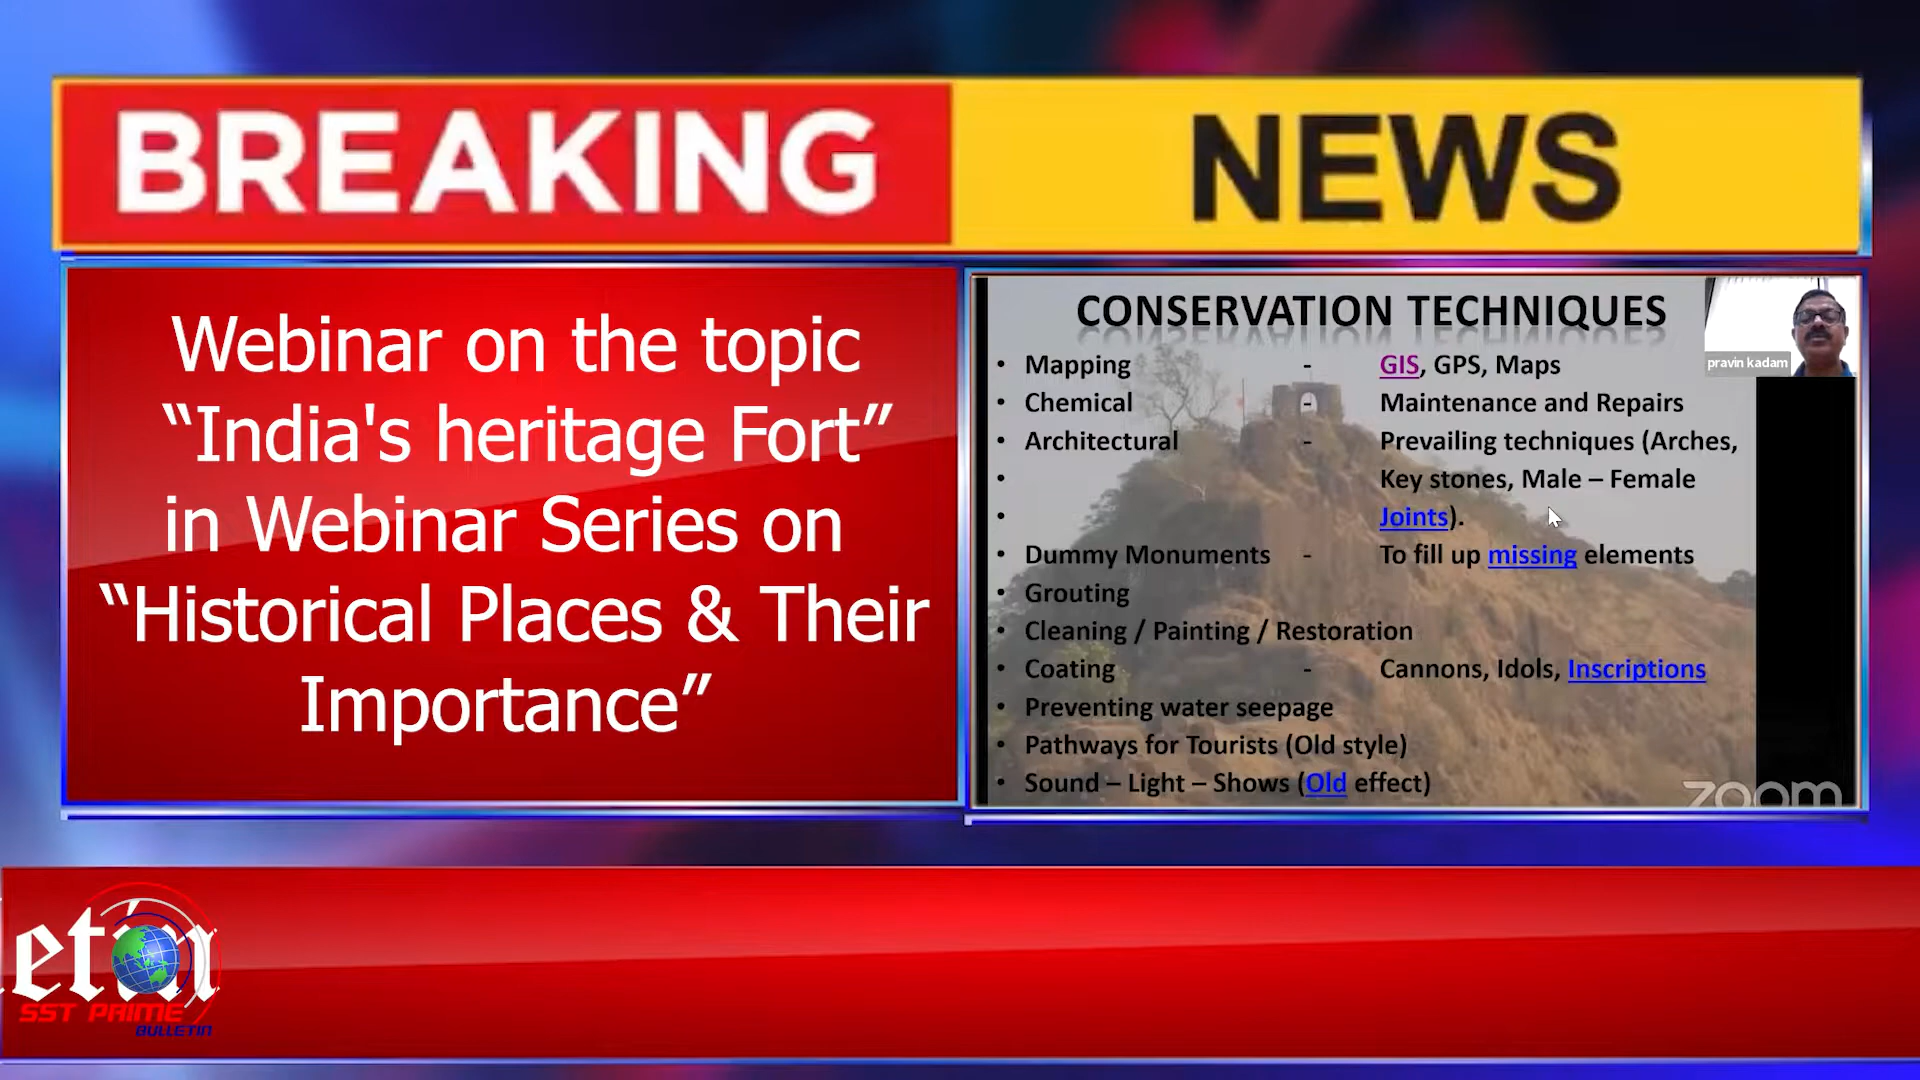 BREAKING NEWS
Webinar on the topic
“India's heritage Fort”
in Webinar Series on
“Historical Places & Their
Importance”
CONSERVATION TECHNIQUES
pravin kadam
• Mapping - GIS, GPS, Maps
• Chemical - Maintenance and Repairs
• Architectural - Prevailing techniques (Arches,
• Key stones, Male – Female
• Joints).
• Dummy Monuments - To fill up missing elements
• Grouting
• Cleaning / Painting / Restoration
• Coating - Cannons, Idols, Inscriptions
• Preventing water seepage
• Pathways for Tourists (Old style)
• Sound – Light – Shows (Old effect)
zoom
SST PRIME
BULLETIN